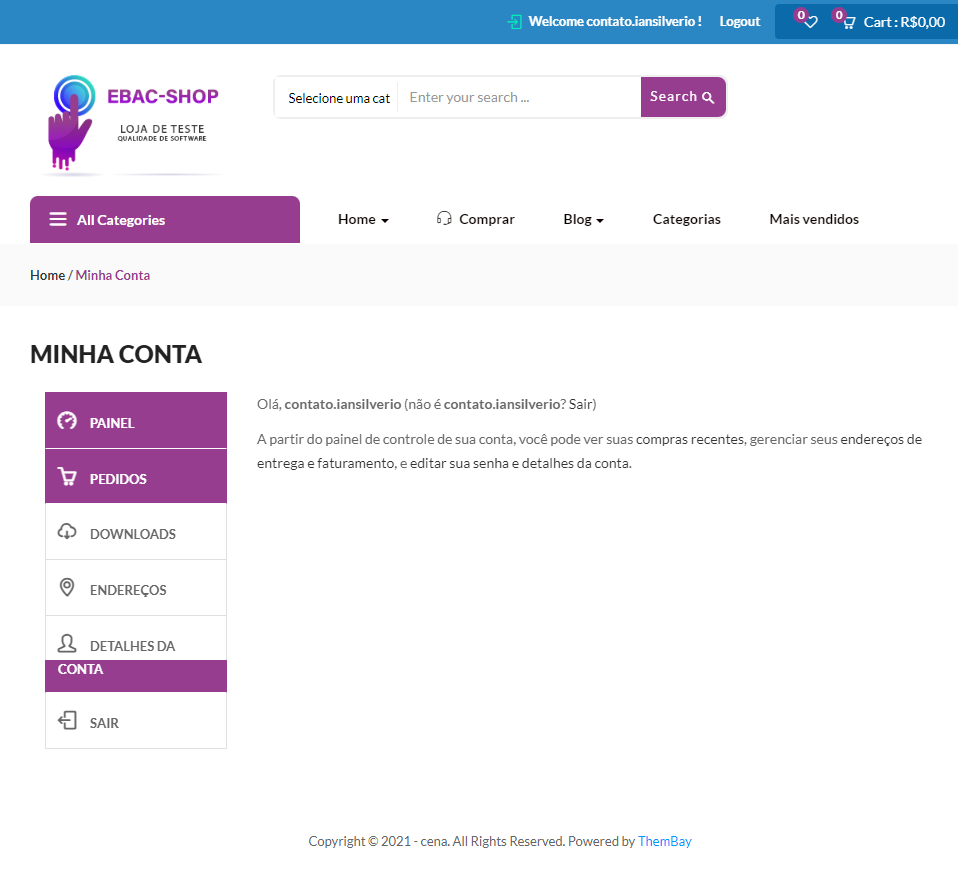 Welcome contato.iansilverio ! Logout 0 0 Cart : R$0,00
EBAC-SHOP
LOJA DE TESTE
QUALIDADE DE SOFTWARE
Selecione uma cat Enter your search ... Search
All Categories Home Comprar Blog Categorias Mais vendidos
Home / Minha Conta
MINHA CONTA
PAINEL
PEDIDOS
DOWNLOADS
ENDEREÇOS
DETALHES DA
CONTA
SAIR
Olá, contato.iansilverio (não é contato.iansilverio? Sair)
A partir do painel de controle de sua conta, você pode ver suas compras recentes, gerenciar seus endereços de
entrega e faturamento, e editar sua senha e detalhes da conta.
Copyright © 2021 - cena. All Rights Reserved. Powered by ThemBay